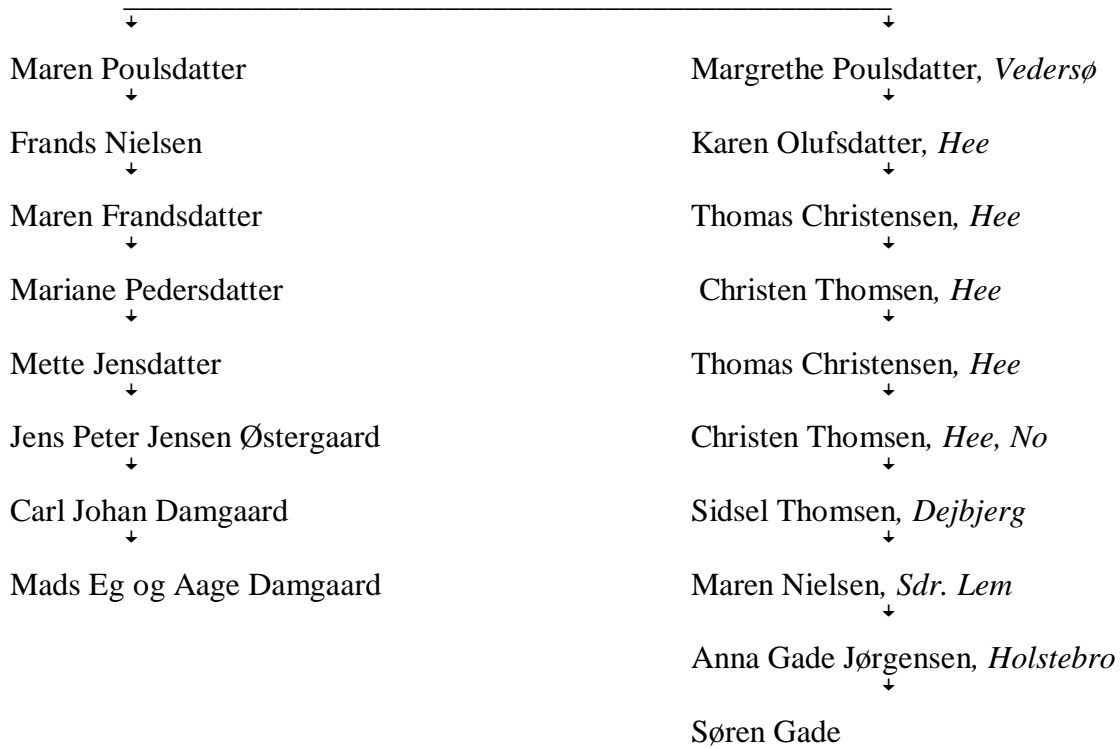 Maren Poulsdatter
Margrethe Poulsdatter, Vedersø
Frands Nielsen
Karen Olufsdatter, Hee
Maren Frandsdatter
Thomas Christensen, Hee
Mariane Pedersdatter
Christen Thomsen, Hee
Mette Jensdatter
Thomas Christensen, Hee
Jens Peter Jensen Østergaard
Christen Thomsen, Hee, No
Carl Johan Damgaard
Sidsel Thomsen, Dejbjerg
Mads Eg og Aage Damgaard
Maren Nielsen, Sdr. Lem
Anna Gade Jørgensen, Holstebro
Søren Gade